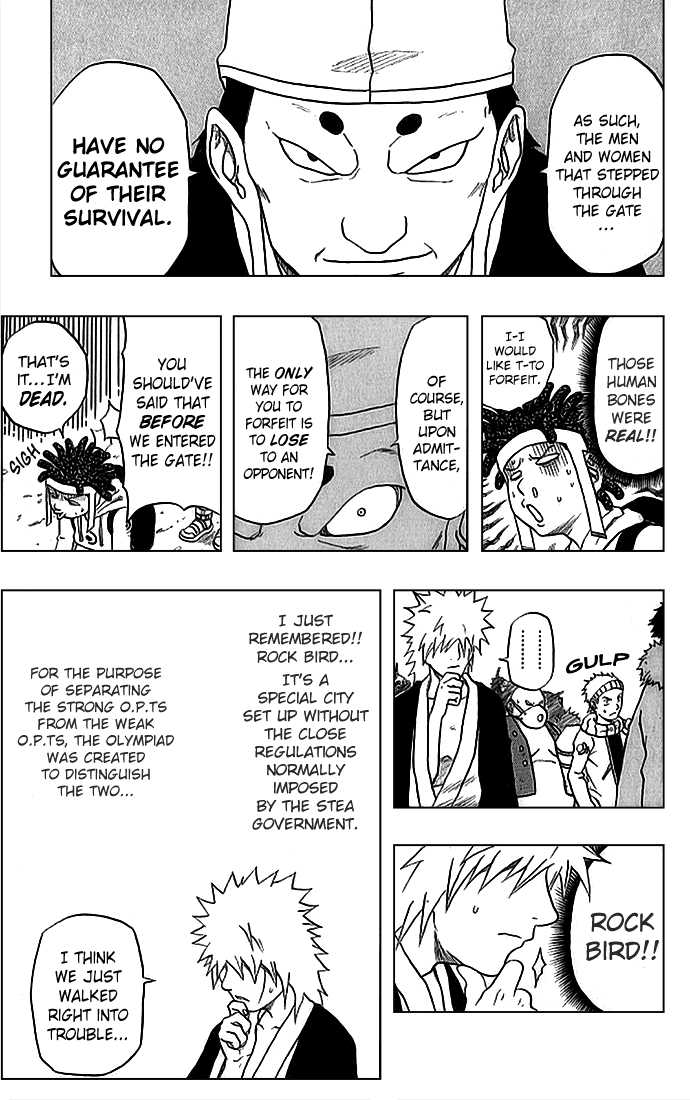 AS SUCH,
THE MEN
AND WOMEN
THAT STEPPED
THROUGH
THE GATE
...
HAVE NO
GUARANTEE
OF THEIR
SURVIVAL.
THOSE
HUMAN
BONES
WERE
REAL!!
I-I
WOULD
LIKE T-TO
FORFEIT.
OF
COURSE,
BUT UPON
ADMIT-
TANCE,
THE ONLY
WAY FOR
YOU TO
FORFEIT IS
TO LOSE
TO AN
OPPONENT!
YOU
SHOULD'VE
SAID THAT
BEFORE
WE ENTERED
THE GATE!!
THAT'S
IT...I'M
DEAD.
SIGH
......
GULP
ROCK
BIRD!!
I JUST
REMEMBERED!!
ROCK BIRD...
IT'S A
SPECIAL CITY
SET UP WITHOUT
THE CLOSE
REGULATIONS
NORMALLY
IMPOSED
BY THE STEA
GOVERNMENT.
FOR THE PURPOSE
OF SEPARATING
THE STRONG O.P.TS
FROM THE WEAK
O.P.TS, THE OLYMPIAD
WAS CREATED
TO DISTINGUISH
THE TWO...
I THINK
WE JUST
WALKED
RIGHT INTO
TROUBLE...